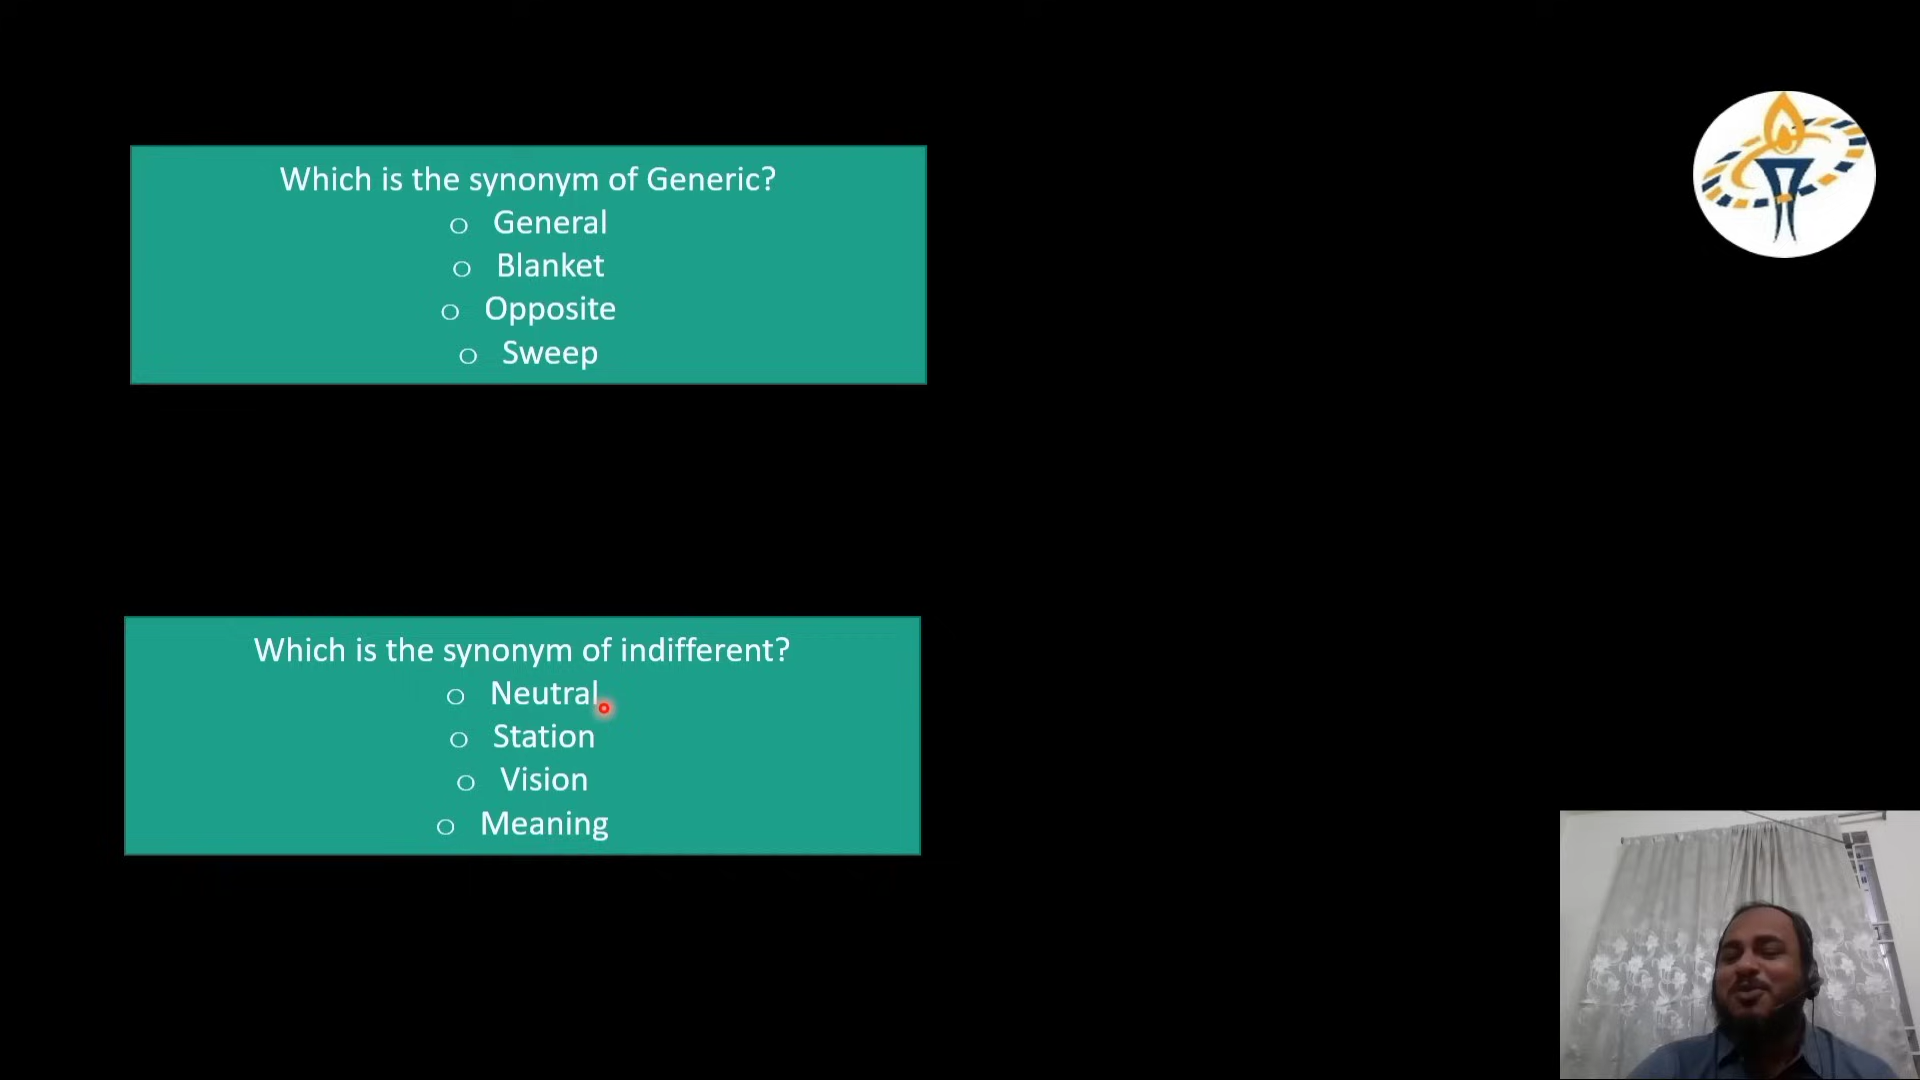 Which is the synonym of Generic?
o General
o Blanket
o Opposite
o Sweep
Which is the synonym of indifferent?
o Neutral
o Station
o Vision
o Meaning